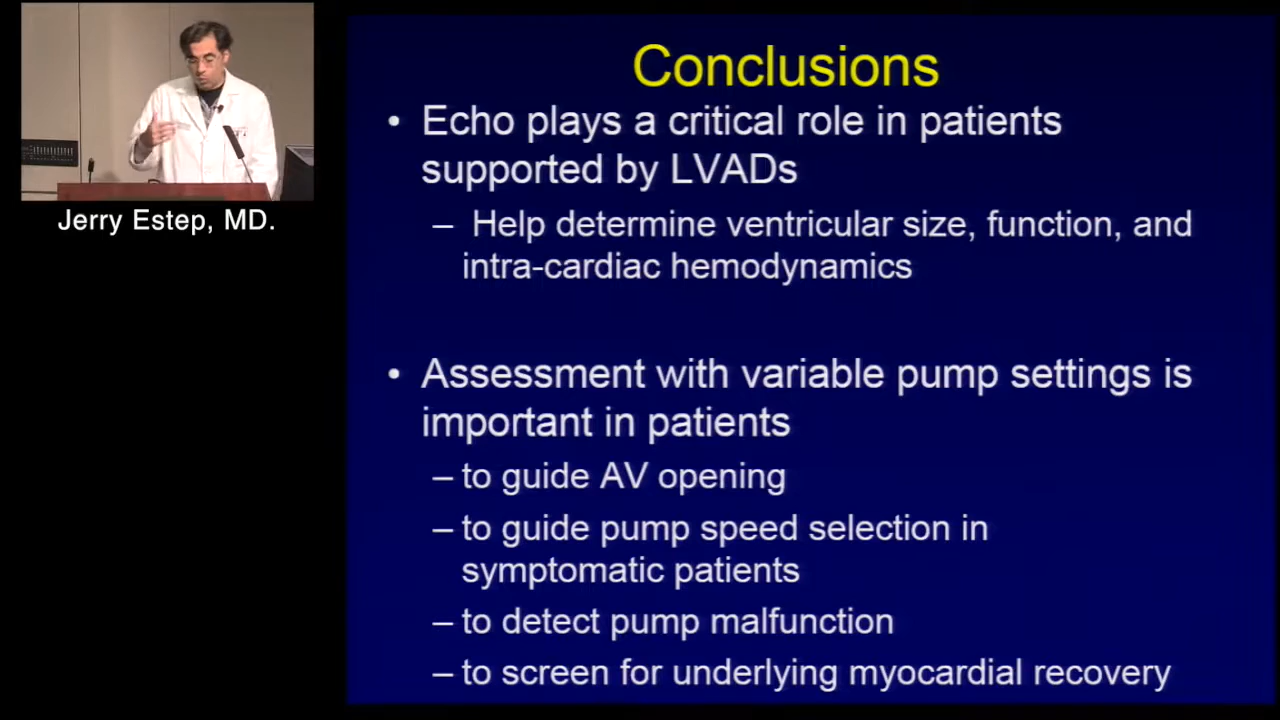 Conclusions
• Echo plays a critical role in patients
supported by LVADs
– Help determine ventricular size, function, and
intra-cardiac hemodynamics
• Assessment with variable pump settings is
important in patients
– to guide AV opening
– to guide pump speed selection in
symptomatic patients
– to detect pump malfunction
– to screen for underlying myocardial recovery
Jerry Estep, MD.